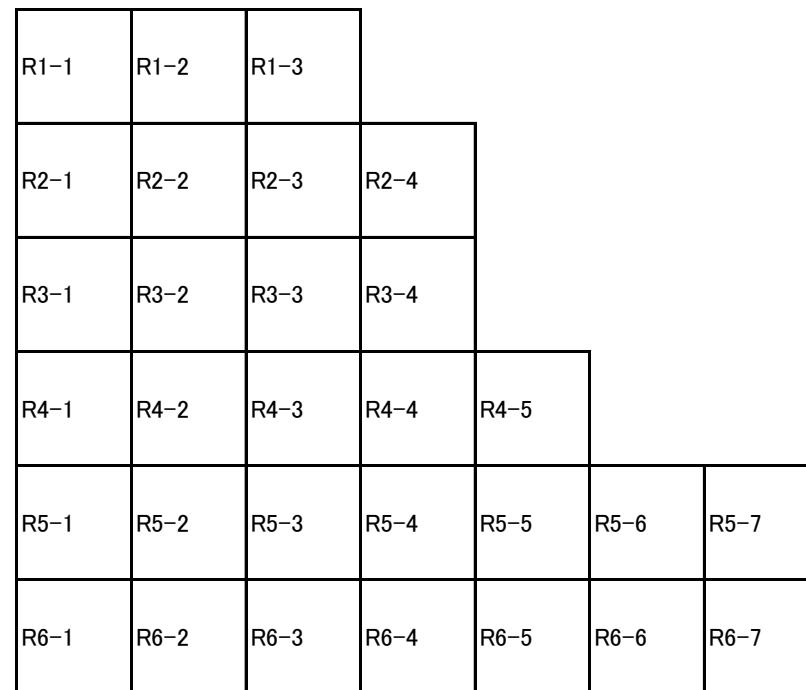 R1-1 R1-2 R1-3
R2-1 R2-2 R2-3 R2-4
R3-1 R3-2 R3-3 R3-4
R4-1 R4-2 R4-3 R4-4 R4-5
R5-1 R5-2 R5-3 R5-4 R5-5 R5-6 R5-7
R6-1 R6-2 R6-3 R6-4 R6-5 R6-6 R6-7